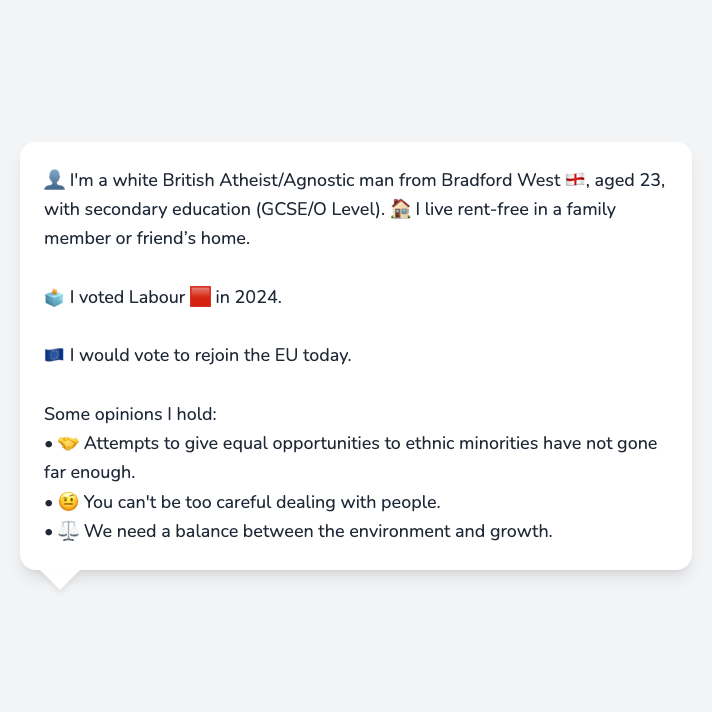 👤 I'm a white British Atheist/Agnostic man from Bradford West 🏴󠁧󠁢󠁥󠁮󠁧󠁿, aged 23,
with secondary education (GCSE/O Level). 🏠 I live rent-free in a family
member or friend’s home.
🗳️ I voted Labour 🟥 in 2024.
🇪🇺 I would vote to rejoin the EU today.
Some opinions I hold:
• 🤝 Attempts to give equal opportunities to ethnic minorities have not gone
far enough.
• 🤨 You can't be too careful dealing with people.
• ⚖️ We need a balance between the environment and growth.